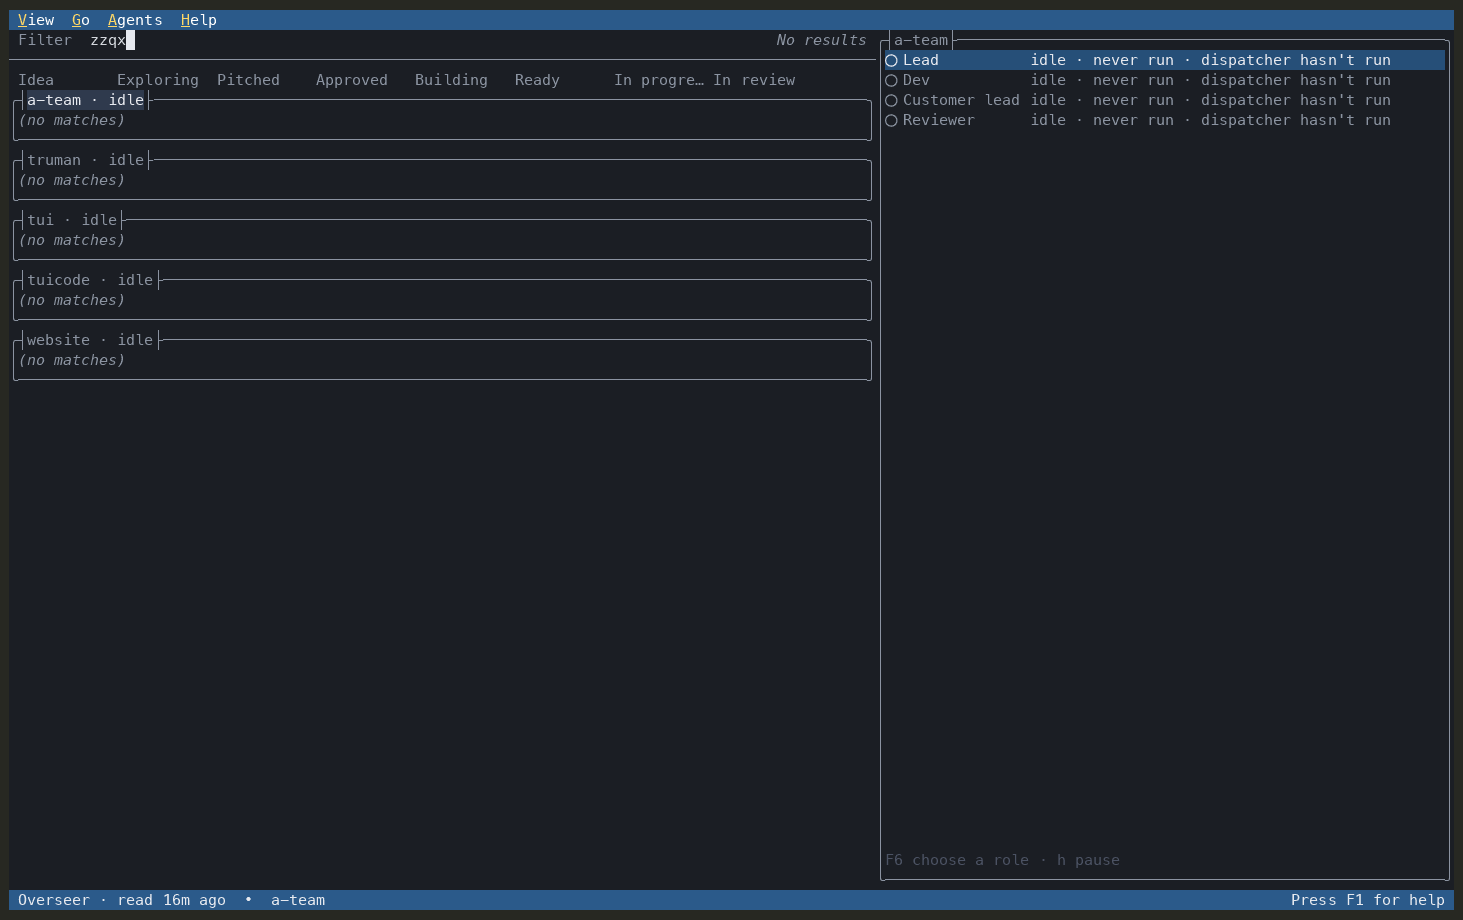 View  Go  Agents  Help
Filter  zzqx  No results
Idea  Exploring  Pitched  Approved  Building  Ready  In progre…  In review
a-team · idle
(no matches)
truman · idle
(no matches)
tui · idle
(no matches)
tuicode · idle
(no matches)
website · idle
(no matches)
a-team
Lead  idle · never run · dispatcher hasn't run
Dev  idle · never run · dispatcher hasn't run
Customer lead  idle · never run · dispatcher hasn't run
Reviewer  idle · never run · dispatcher hasn't run
F6 choose a role · h pause
Overseer · read 16m ago  •  a-team  Press F1 for help